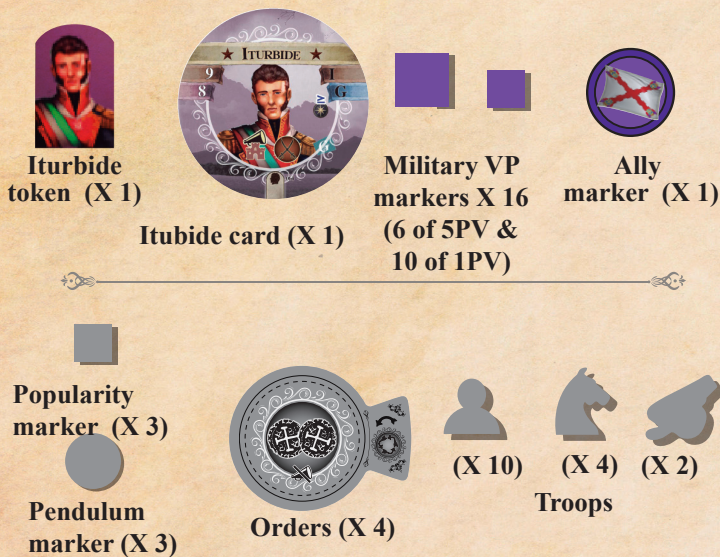 ★ ITURBIDE ★
9
I
8
G
IV
G
Iturbide
token (X 1)
Itubide card (X 1)
Military VP
markers X 16
(6 of 5PV &
10 of 1PV)
Ally
marker (X 1)
Popularity
marker (X 3)
Pendulum
marker (X 3)
Orders (X 4)
(X 10)
(X 4)
(X 2)
Troops